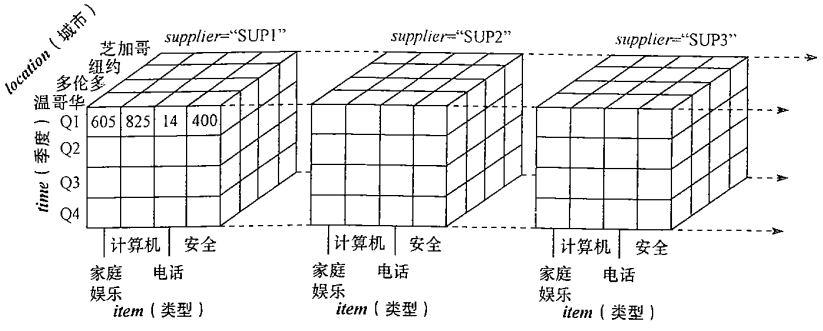 supplier=“SUP1”
supplier=“SUP2”
supplier=“SUP3”
location（城市）
芝加哥
纽约
多伦多
温哥华
time（季度）
Q1 605 825 14 400
Q2
Q3
Q4
计算机 安全
家庭娱乐 电话
item（类型）
计算机 安全
家庭娱乐 电话
item（类型）
计算机 安全
家庭娱乐 电话
item（类型）